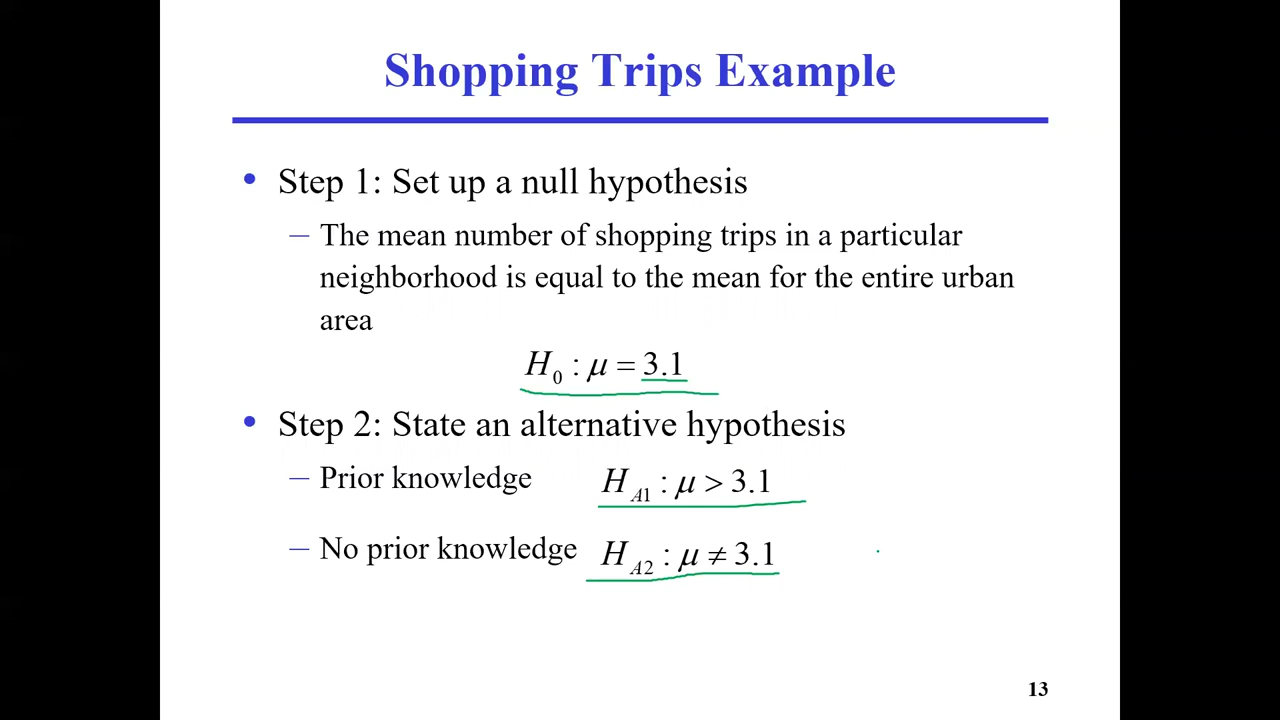 Shopping Trips Example
• Step 1: Set up a null hypothesis
– The mean number of shopping trips in a particular
neighborhood is equal to the mean for the entire urban
area
H₀ : μ = 3.1
• Step 2: State an alternative hypothesis
– Prior knowledge H_A1 : μ > 3.1
– No prior knowledge H_A2 : μ ≠ 3.1
13